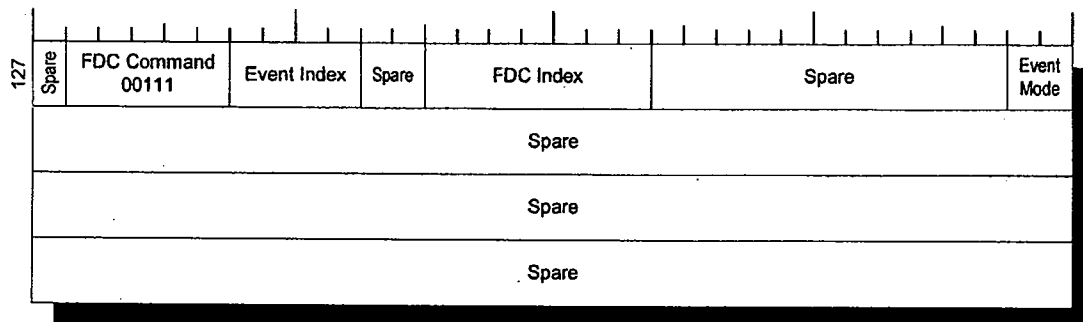 127
Spare
FDC Command
00111
Event Index
Spare
FDC Index
Spare
Event
Mode
Spare
Spare
Spare